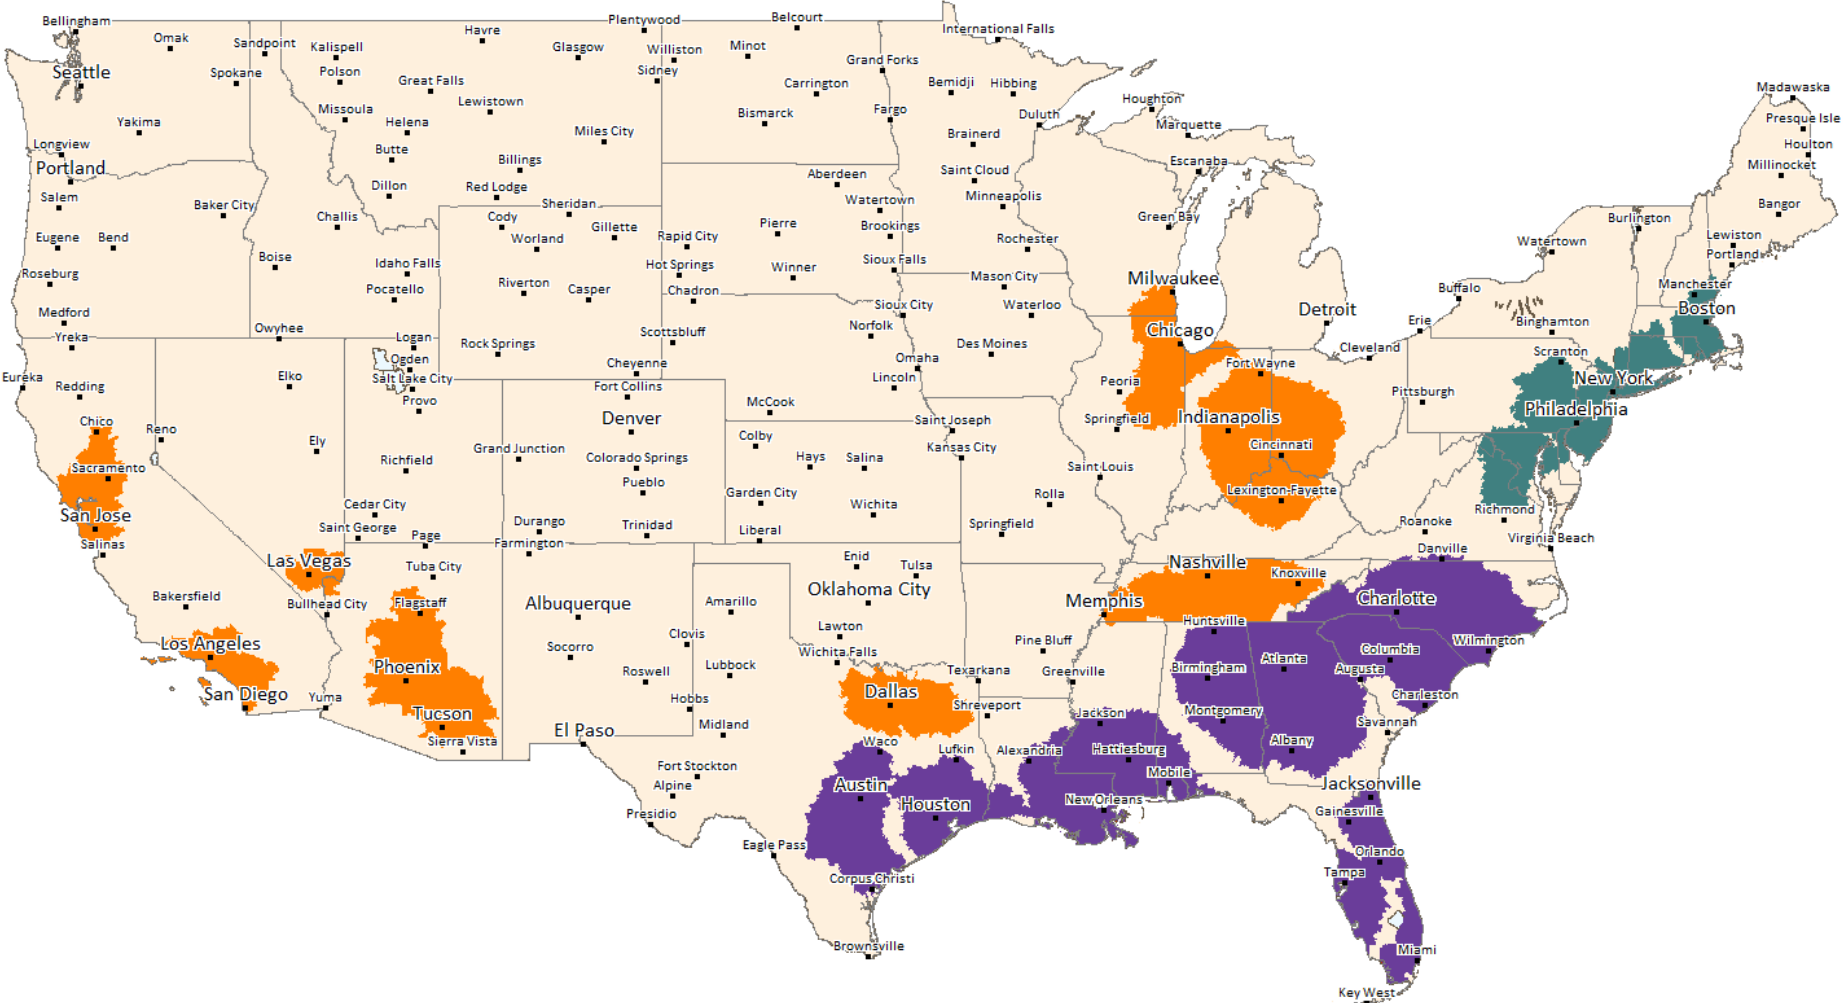 Bellingham
Omak
Sandpoint
Kalispell
Havre
Plentywood
Belcourt
International Falls
Seattle
Spokane
Polson
Great Falls
Glasgow
Williston
Sidney
Minot
Grand Forks
Carrington
Bemidji
Hibbing
Houghton
Madawaska
Yakima
Missoula
Lewistown
Helena
Miles City
Bismarck
Fargo
Duluth
Marquette
Presque Isle
Longview
Butte
Billings
Brainerd
Escanaba
Houlton
Portland
Dillon
Red Lodge
Aberdeen
Saint Cloud
Millinocket
Salem
Baker City
Challis
Cody
Sheridan
Watertown
Minneapolis
Green Bay
Burlington
Bangor
Eugene
Bend
Worland
Gillette
Rapid City
Pierre
Brookings
Rochester
Watertown
Lewiston
Portland
Roseburg
Boise
Idaho Falls
Hot Springs
Winner
Sioux Falls
Mason City
Milwaukee
Buffalo
Manchester
Pocatello
Riverton
Casper
Chadron
Sioux City
Waterloo
Detroit
Boston
Medford
Yreka
Owyhee
Logan
Rock Springs
Scottsbluff
Norfolk
Des Moines
Chicago
Erie
Binghamton
Ogden
Salt Lake City
Cheyenne
Omaha
Fort Wayne
Cleveland
Scranton
Eureka
Redding
Elko
Provo
Fort Collins
Lincoln
Peoria
Pittsburgh
New York
Chico
Reno
Ely
Denver
McCook
Saint Joseph
Springfield
Indianapolis
Philadelphia
Sacramento
Richfield
Grand Junction
Colorado Springs
Colby
Hays
Salina
Kansas City
Saint Louis
Cincinnati
San Jose
Cedar City
Pueblo
Garden City
Wichita
Rolla
Lexington-Fayette
Richmond
Salinas
Saint George
Page
Durango
Trinidad
Liberal
Springfield
Roanoke
Virginia Beach
Las Vegas
Tuba City
Farmington
Enid
Tulsa
Nashville
Knoxville
Danville
Bakersfield
Bullhead City
Flagstaff
Albuquerque
Amarillo
Oklahoma City
Memphis
Huntsville
Charlotte
Los Angeles
Socorro
Clovis
Lawton
Wichita Falls
Pine Bluff
Birmingham
Atlanta
Columbia
Wilmington
San Diego
Phoenix
Roswell
Lubbock
Texarkana
Greenville
Augusta
Yuma
Tucson
Hobbs
Dallas
Shreveport
Jackson
Montgomery
Charleston
Sierra Vista
El Paso
Midland
Waco
Lufkin
Alexandria
Hattiesburg
Albany
Savannah
Fort Stockton
Alpine
Austin
Houston
Mobile
Jacksonville
Presidio
New Orleans
Gainesville
Eagle Pass
Orlando
Corpus Christi
Tampa
Brownsville
Miami
Key West